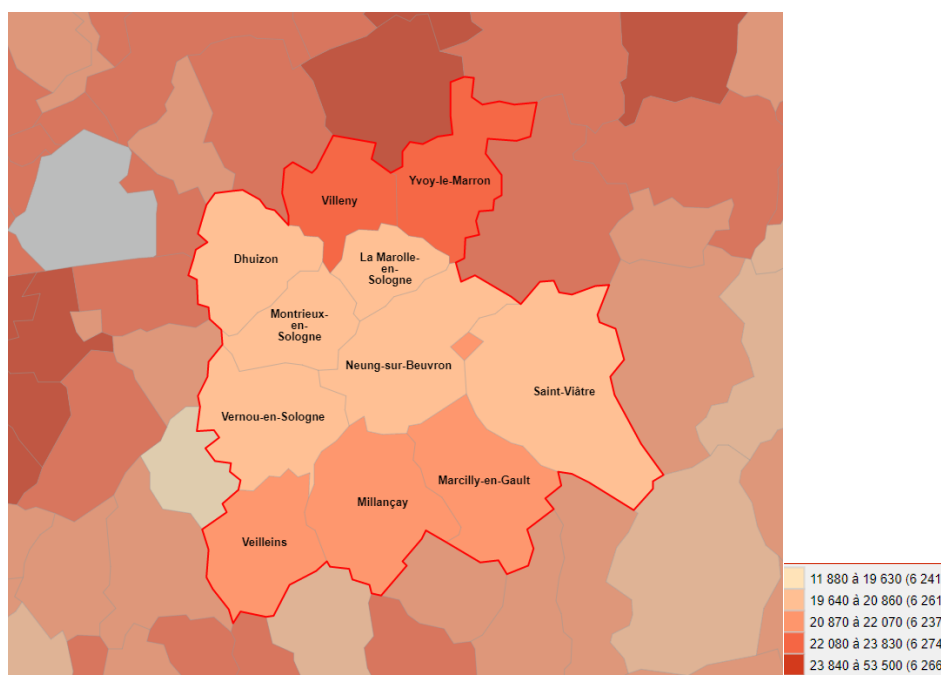 Yvoy-le-Marron
Villeny
La Marolle-
en-
Sologne
Dhuizon
Montrieux-
en-
Sologne
Neung-sur-Beuvron
Saint-Viâtre
Vernou-en-Sologne
Marcilly-en-Gault
Millançay
Veilleins
11 880 à 19 630 (6 241
19 640 à 20 860 (6 261
20 870 à 22 070 (6 237
22 080 à 23 830 (6 274
23 840 à 53 500 (6 266